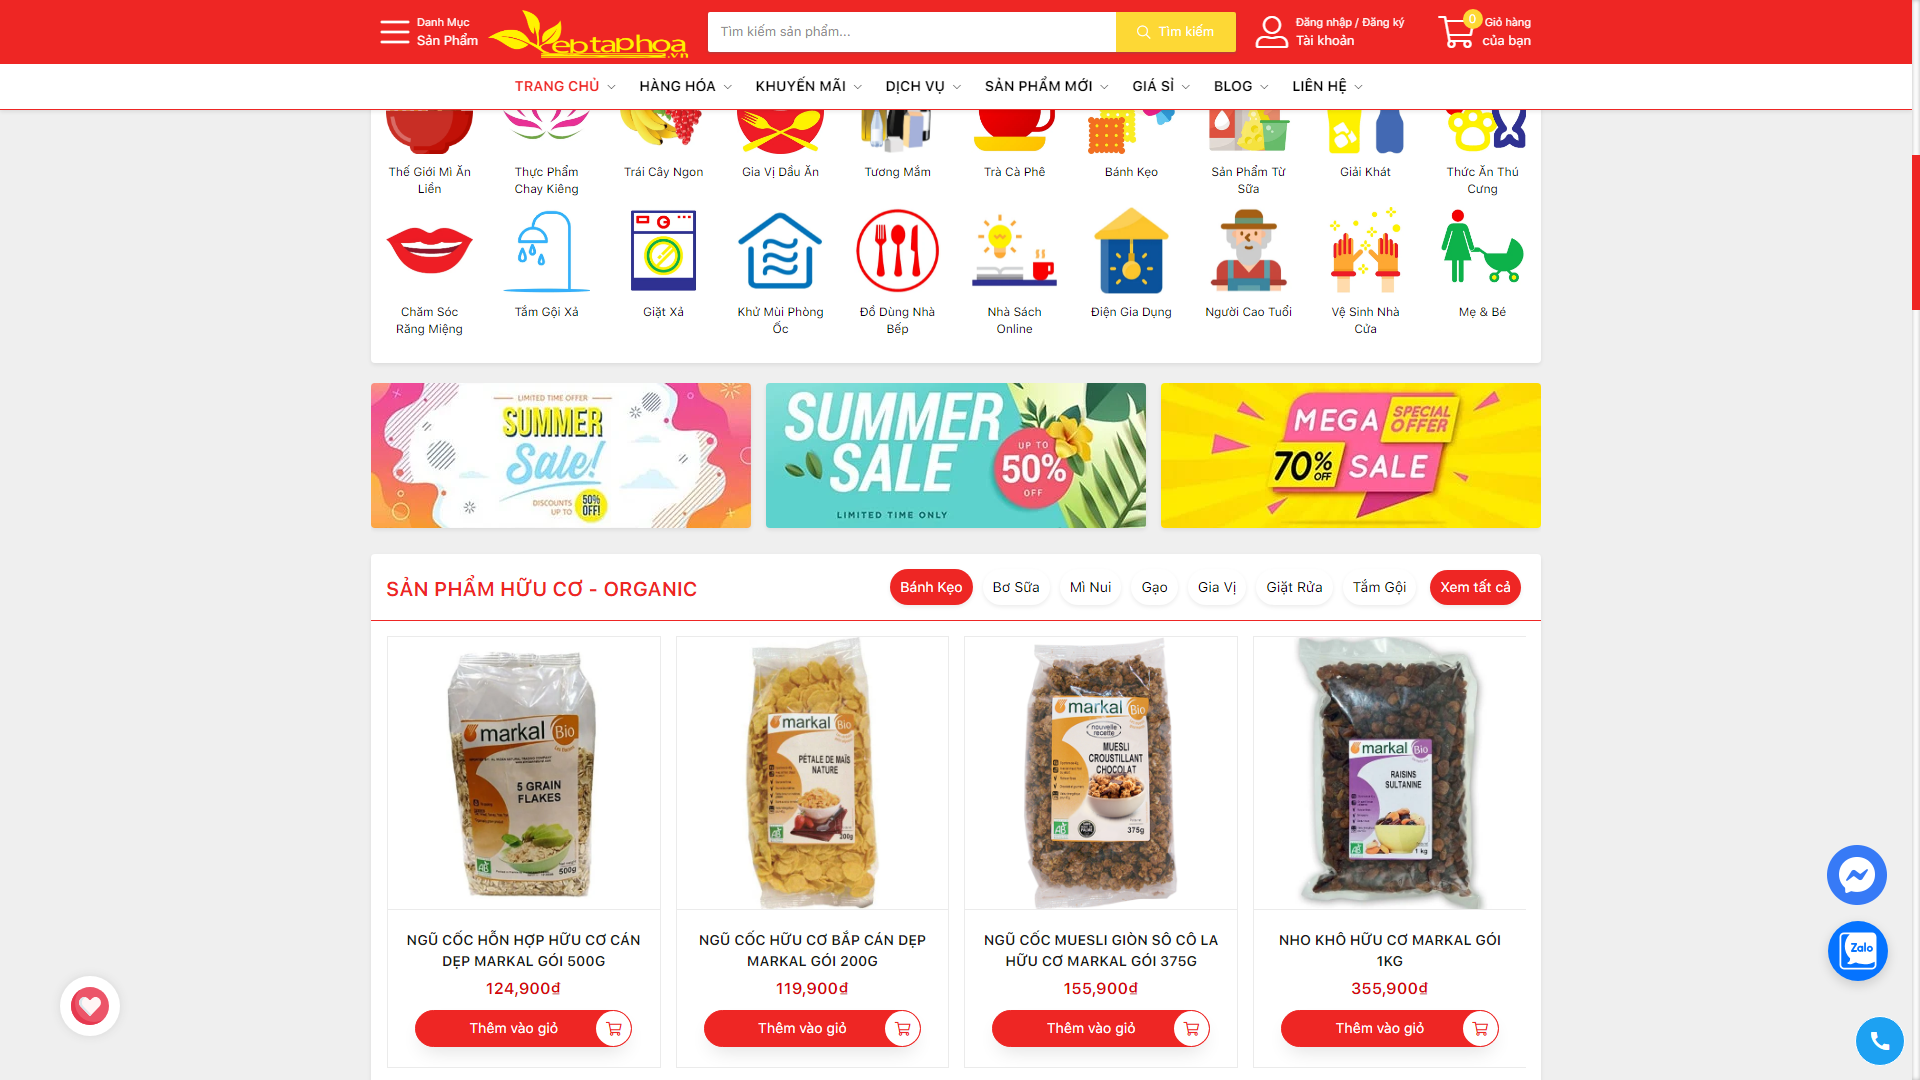 Danh Mục
Sản Phẩm
Yeptaphoa
.vn
Tìm kiếm sản phẩm...
Tìm kiếm
Đăng nhập / Đăng ký
Tài khoản
0
Giỏ hàng
của bạn
TRANG CHỦ
HÀNG HÓA
KHUYẾN MÃI
DỊCH VỤ
SẢN PHẨM MỚI
GIÁ SỈ
BLOG
LIÊN HỆ
Thế Giới Mì Ăn
Liền
Thực Phẩm
Chay Kiêng
Trái Cây Ngon
Gia Vị Dầu Ăn
Tương Mắm
Trà Cà Phê
Bánh Kẹo
Sản Phẩm Từ
Sữa
Giải Khát
Thức Ăn Thú
Cưng
Chăm Sóc
Răng Miệng
Tắm Gội Xả
Giặt Xả
Khử Mùi Phòng
Ốc
Đồ Dùng Nhà
Bếp
Nhà Sách
Online
Điện Gia Dụng
Người Cao Tuổi
Vệ Sinh Nhà
Cửa
Mẹ & Bé
LIMITED TIME OFFER
SUMMER
Sale!
DISCOUNTS
UP TO
50%
OFF!
SUMMER
SALE
UP TO
50%
OFF
LIMITED TIME ONLY
MEGA
SPECIAL
OFFER
70%
OFF
SALE
SẢN PHẨM HỮU CƠ - ORGANIC
Bánh Kẹo
Bơ Sữa
Mì Nui
Gạo
Gia Vị
Giặt Rửa
Tắm Gội
Xem tất cả
markal Bio
5 GRAIN
FLAKES
AB
500g
markal Bio
PÉTALE DE MAÏS
NATURE
AB
200g
markal Bio
nouvelle
recette
MUESLI
CROUSTILLANT
CHOCOLAT
AB
375g
markal Bio
RAISINS
SULTANINE
AB
1 kg
NGŨ CỐC HỖN HỢP HỮU CƠ CÁN
DẸP MARKAL GÓI 500G
124,900₫
Thêm vào giỏ
NGŨ CỐC HỮU CƠ BẮP CÁN DẸP
MARKAL GÓI 200G
119,900₫
Thêm vào giỏ
NGŨ CỐC MUESLI GIÒN SÔ CÔ LA
HỮU CƠ MARKAL GÓI 375G
155,900₫
Thêm vào giỏ
NHO KHÔ HỮU CƠ MARKAL GÓI
1KG
355,900₫
Thêm vào giỏ
Zalo